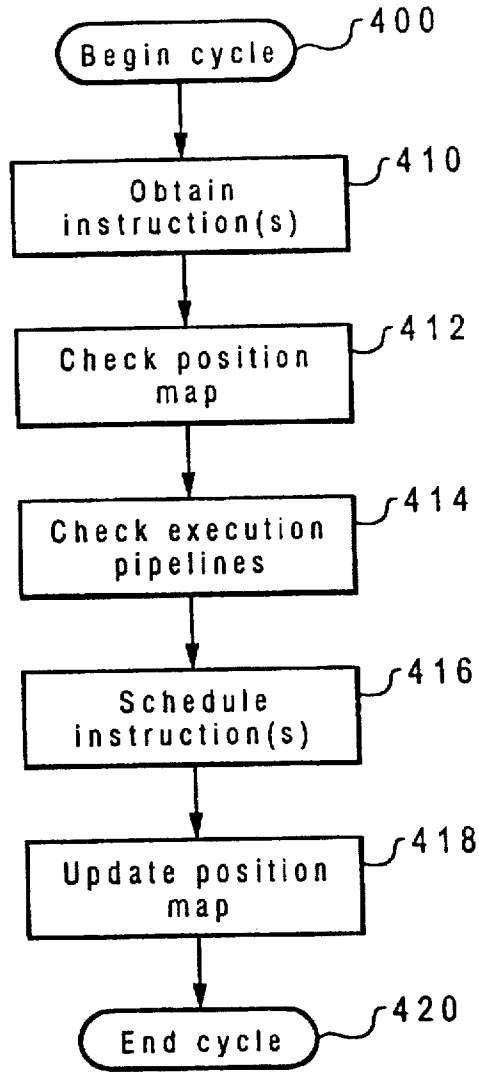 400
Begin cycle
410
Obtain
instruction(s)
412
Check position
map
414
Check execution
pipelines
416
Schedule
instruction(s)
418
Update position
map
420
End cycle